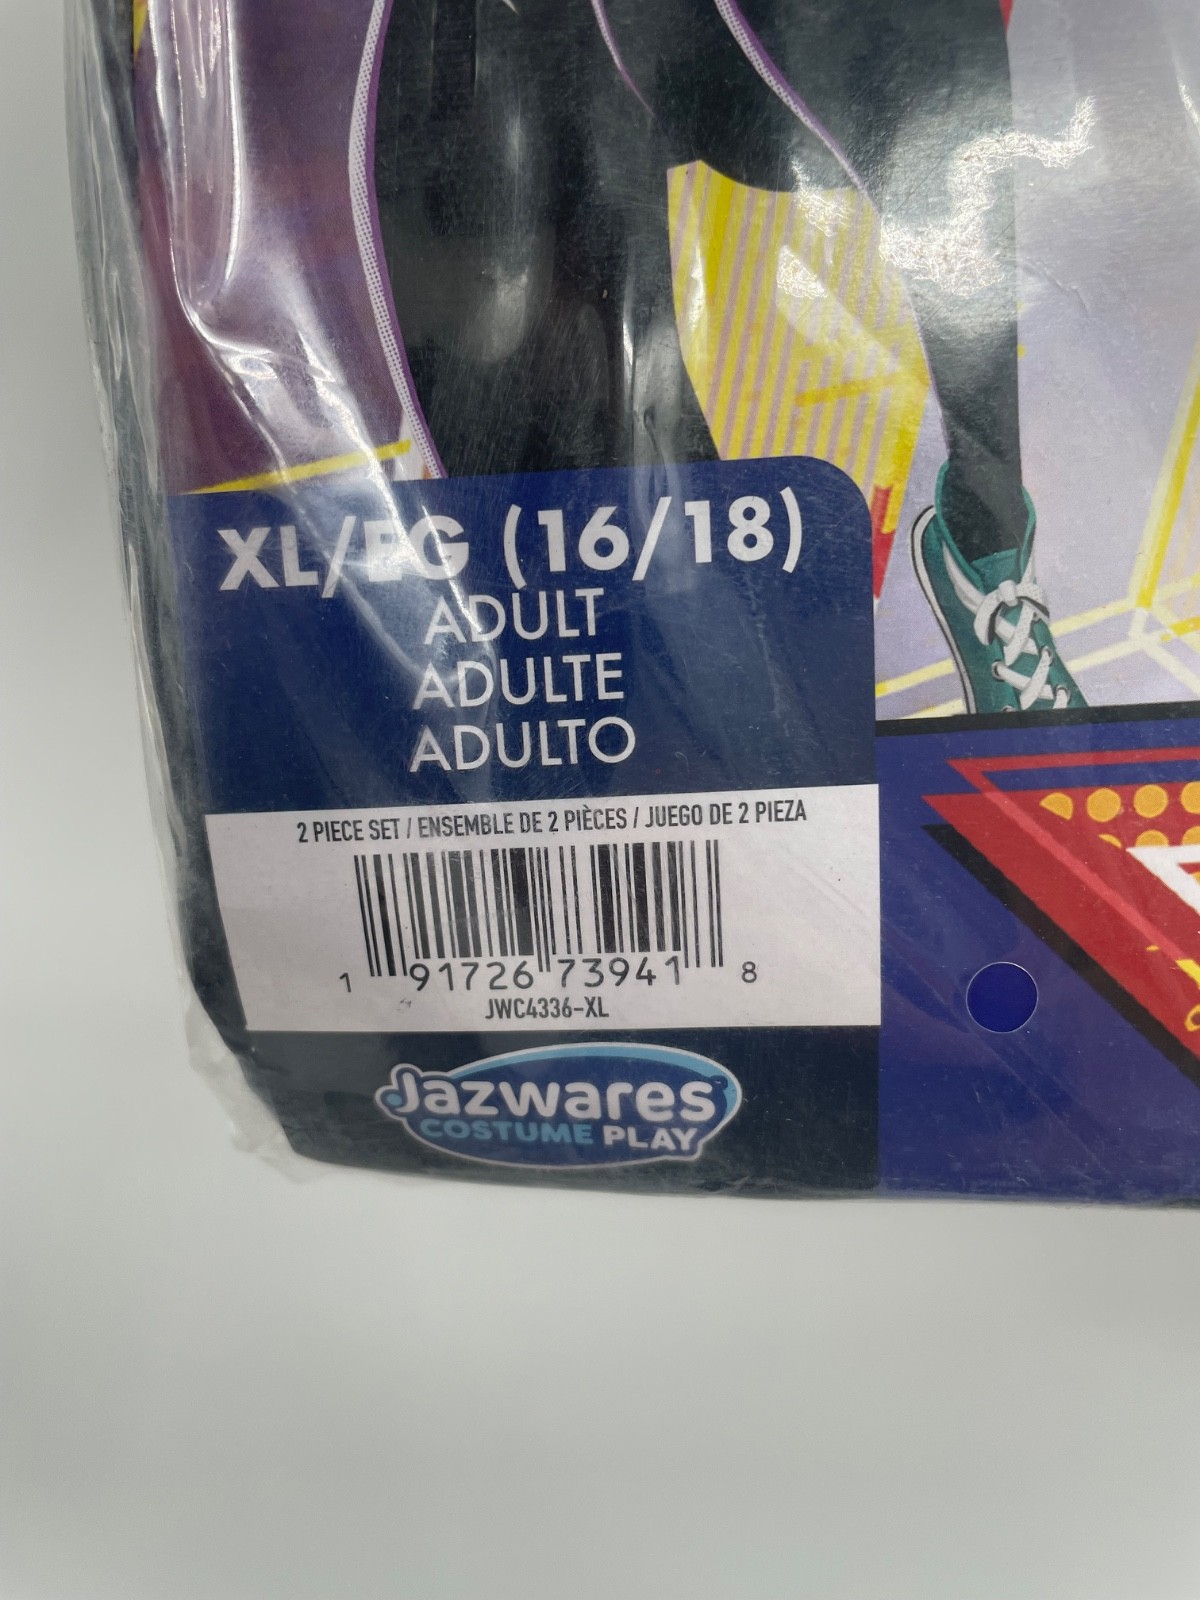 XL/EG (16/18)
ADULT
ADULTE
ADULTO
2 PIECE SET / ENSEMBLE DE 2 PIÈCES / JUEGO DE 2 PIEZA
1 91726 73941 8
JWC4336-XL
Jazwares
COSTUME PLAY